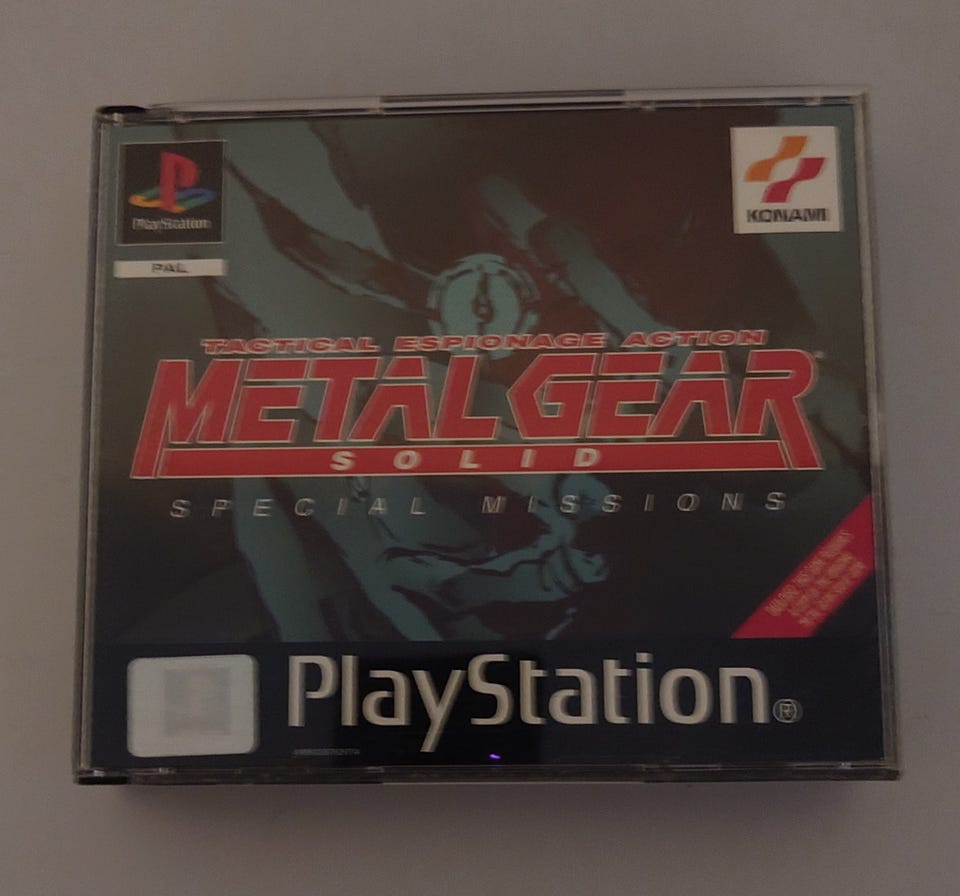 PlayStation
KONAMI
PAL
TACTICAL ESPIONAGE ACTION
METAL GEAR
SOLID
SPECIAL MISSIONS
PlayStation®